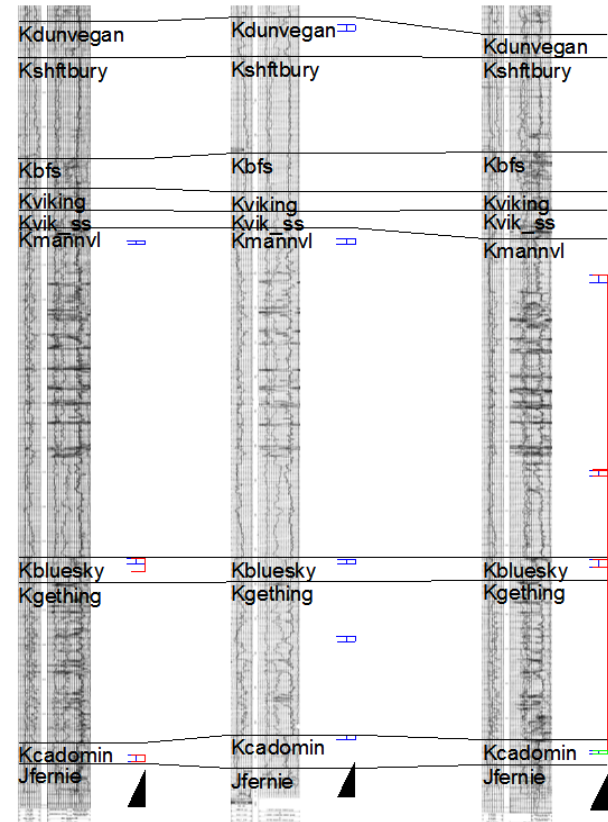 Kdunvegan Kdunvegan Kdunvegan
Kshftbury Kshftbury Kshftbury
Kbfs Kbfs Kbfs
Kviking Kviking Kviking
Kvik_ss Kvik_ss Kvik_ss
Kmannvl Kmannvl Kmannvl
Kbluesky Kbluesky Kbluesky
Kgething Kgething Kgething
Kcadomin Kcadomin Kcadomin
Jfernie Jfernie Jfernie